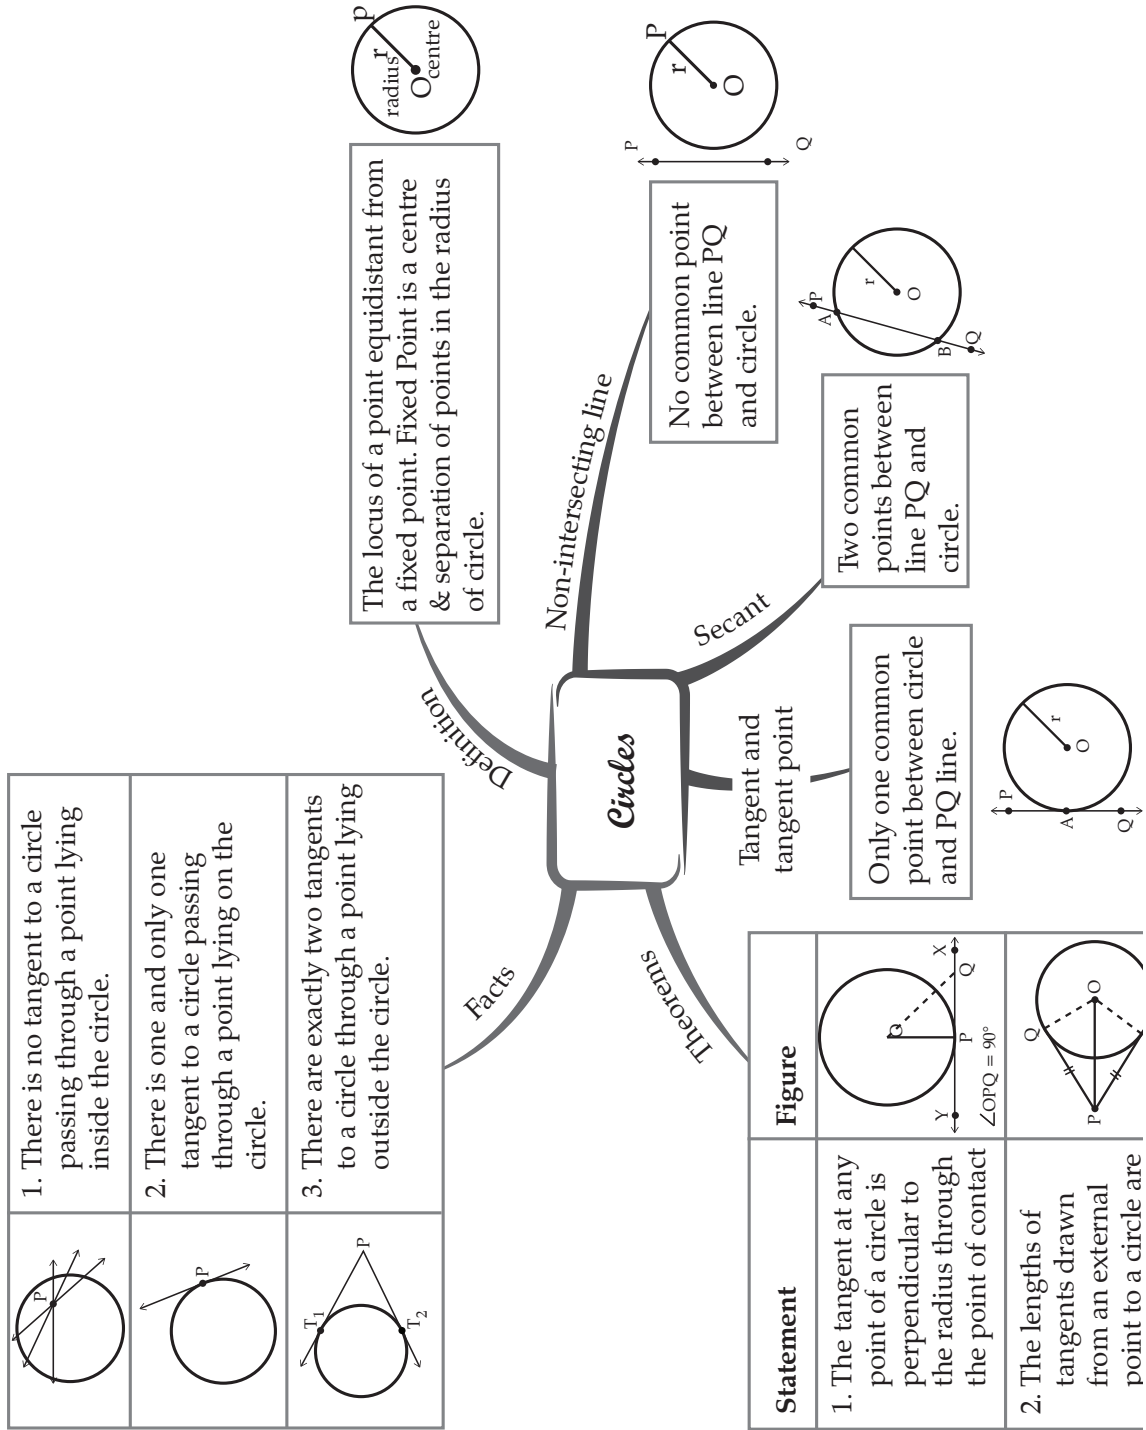 Circles
Definition
The locus of a point equidistant from
a fixed point. Fixed Point is a centre
& separation of points in the radius
of circle.
p
r
radius
O
centre
Non-intersecting line
No common point
between line PQ
and circle.
P
Q
P
r
O
Secant
Two common
points between
line PQ and
circle.
P
A
B
Q
r
O
Tangent and
tangent point
Only one common
point between circle
and PQ line.
P
A
Q
r
O
Facts
P
1. There is no tangent to a circle
passing through a point lying
inside the circle.
P
2. There is one and only one
tangent to a circle passing
through a point lying on the
circle.
T1
T2
P
3. There are exactly two tangents
to a circle through a point lying
outside the circle.
Theorems
Statement
Figure
1. The tangent at any
point of a circle is
perpendicular to
the radius through
the point of contact
O
Y
P
Q
X
∠OPQ = 90°
2. The lengths of
tangents drawn
from an external
point to a circle are
Q
P
O